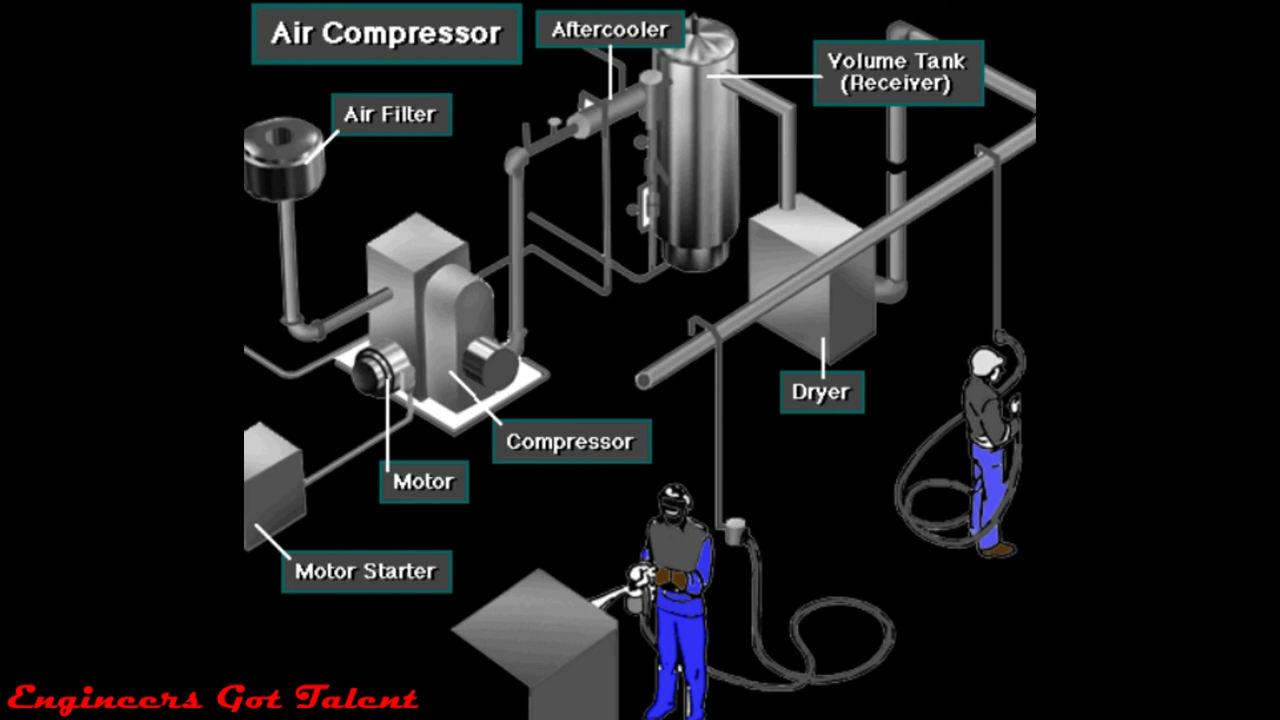 Air Compressor
Aftercooler
Volume Tank
(Receiver)
Air Filter
Dryer
Compressor
Motor
Motor Starter
Engineers Got Talent